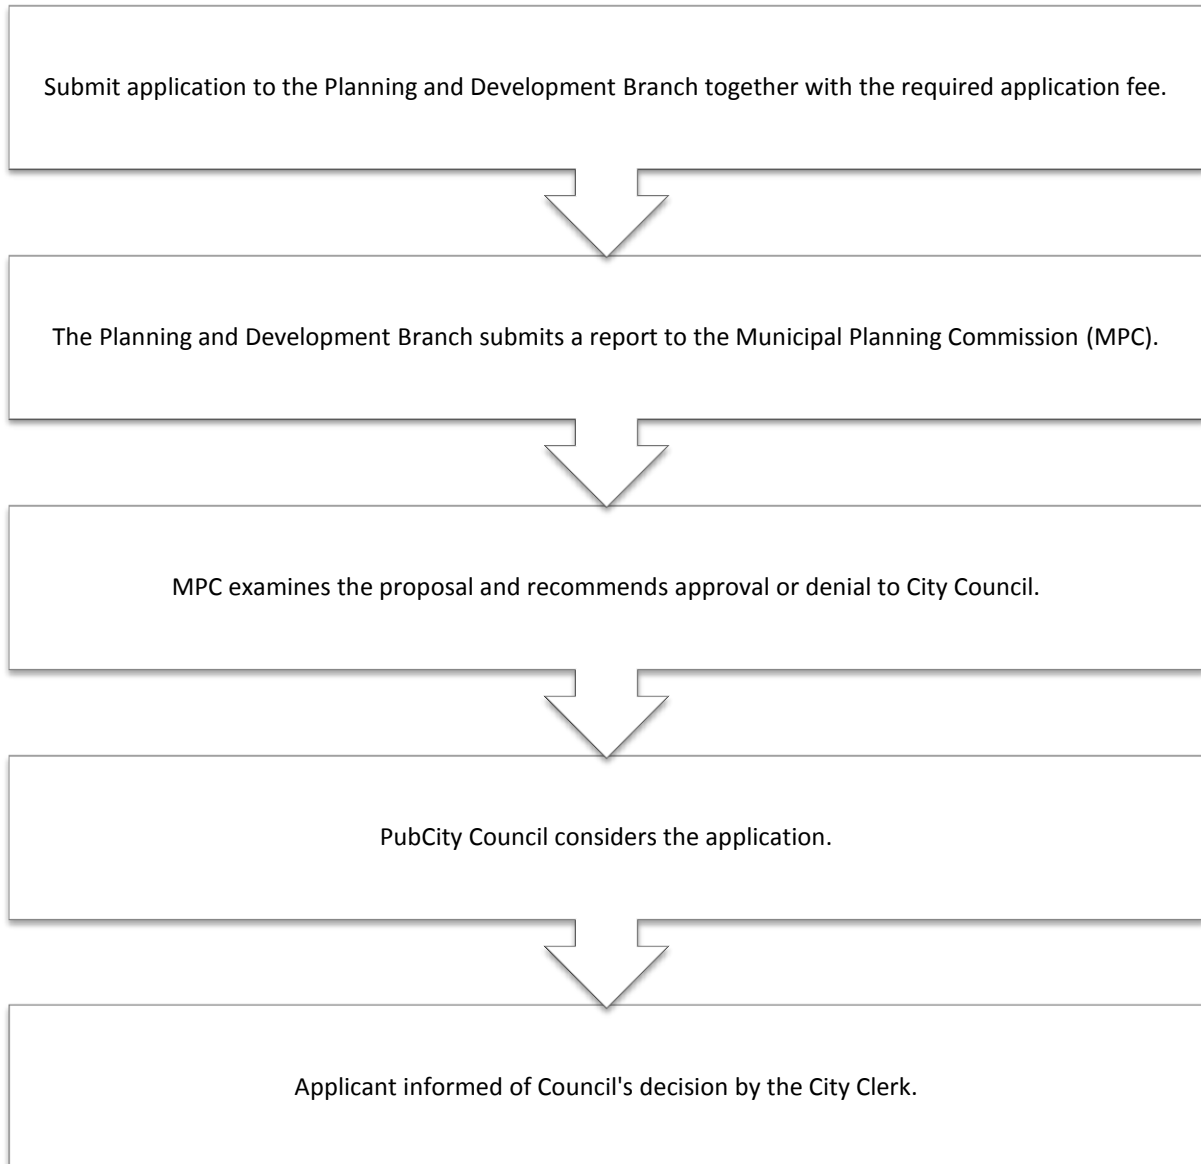 Submit application to the Planning and Development Branch together with the required application fee.
The Planning and Development Branch submits a report to the Municipal Planning Commission (MPC).
MPC examines the proposal and recommends approval or denial to City Council.
PubCity Council considers the application.
Applicant informed of Council's decision by the City Clerk.